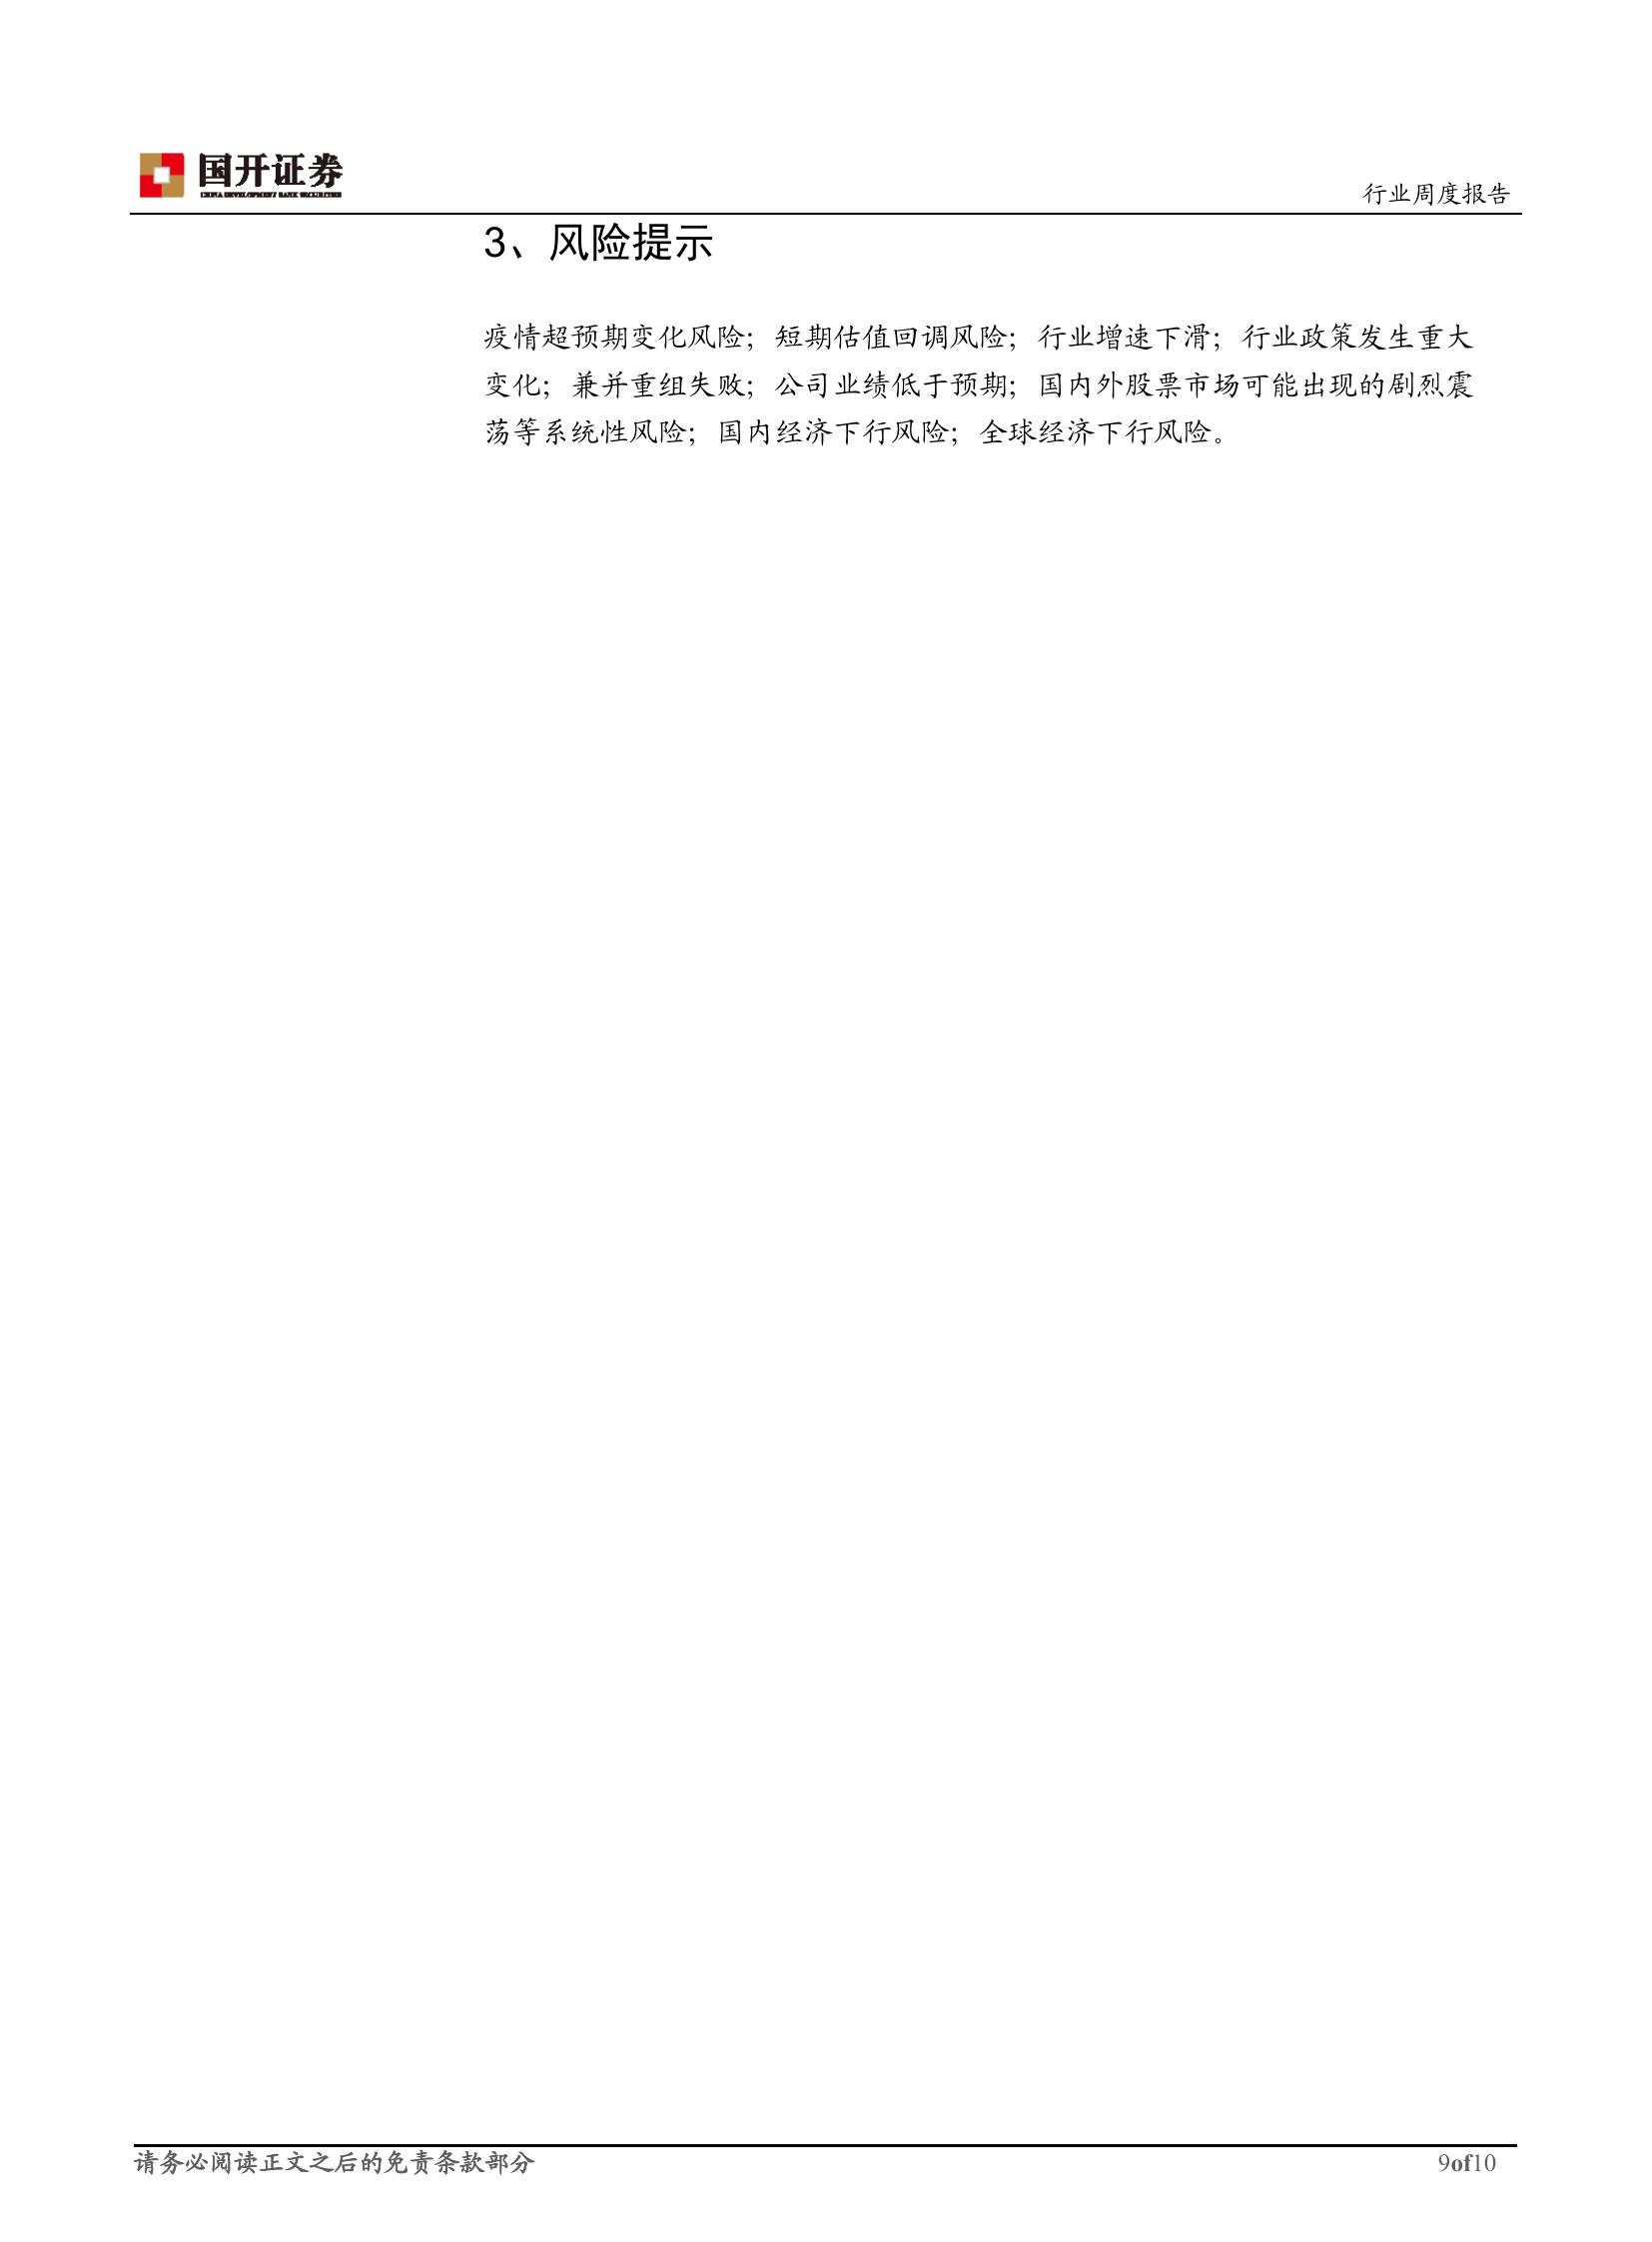 国开证券
CHINA DEVELOPMENT BANK SECURITIES
行业周度报告
3、风险提示
疫情超预期变化风险；短期估值回调风险；行业增速下滑；行业政策发生重大
变化；兼并重组失败；公司业绩低于预期；国内外股票市场可能出现的剧烈震
荡等系统性风险；国内经济下行风险；全球经济下行风险。
请务必阅读正文之后的免责条款部分
9of10